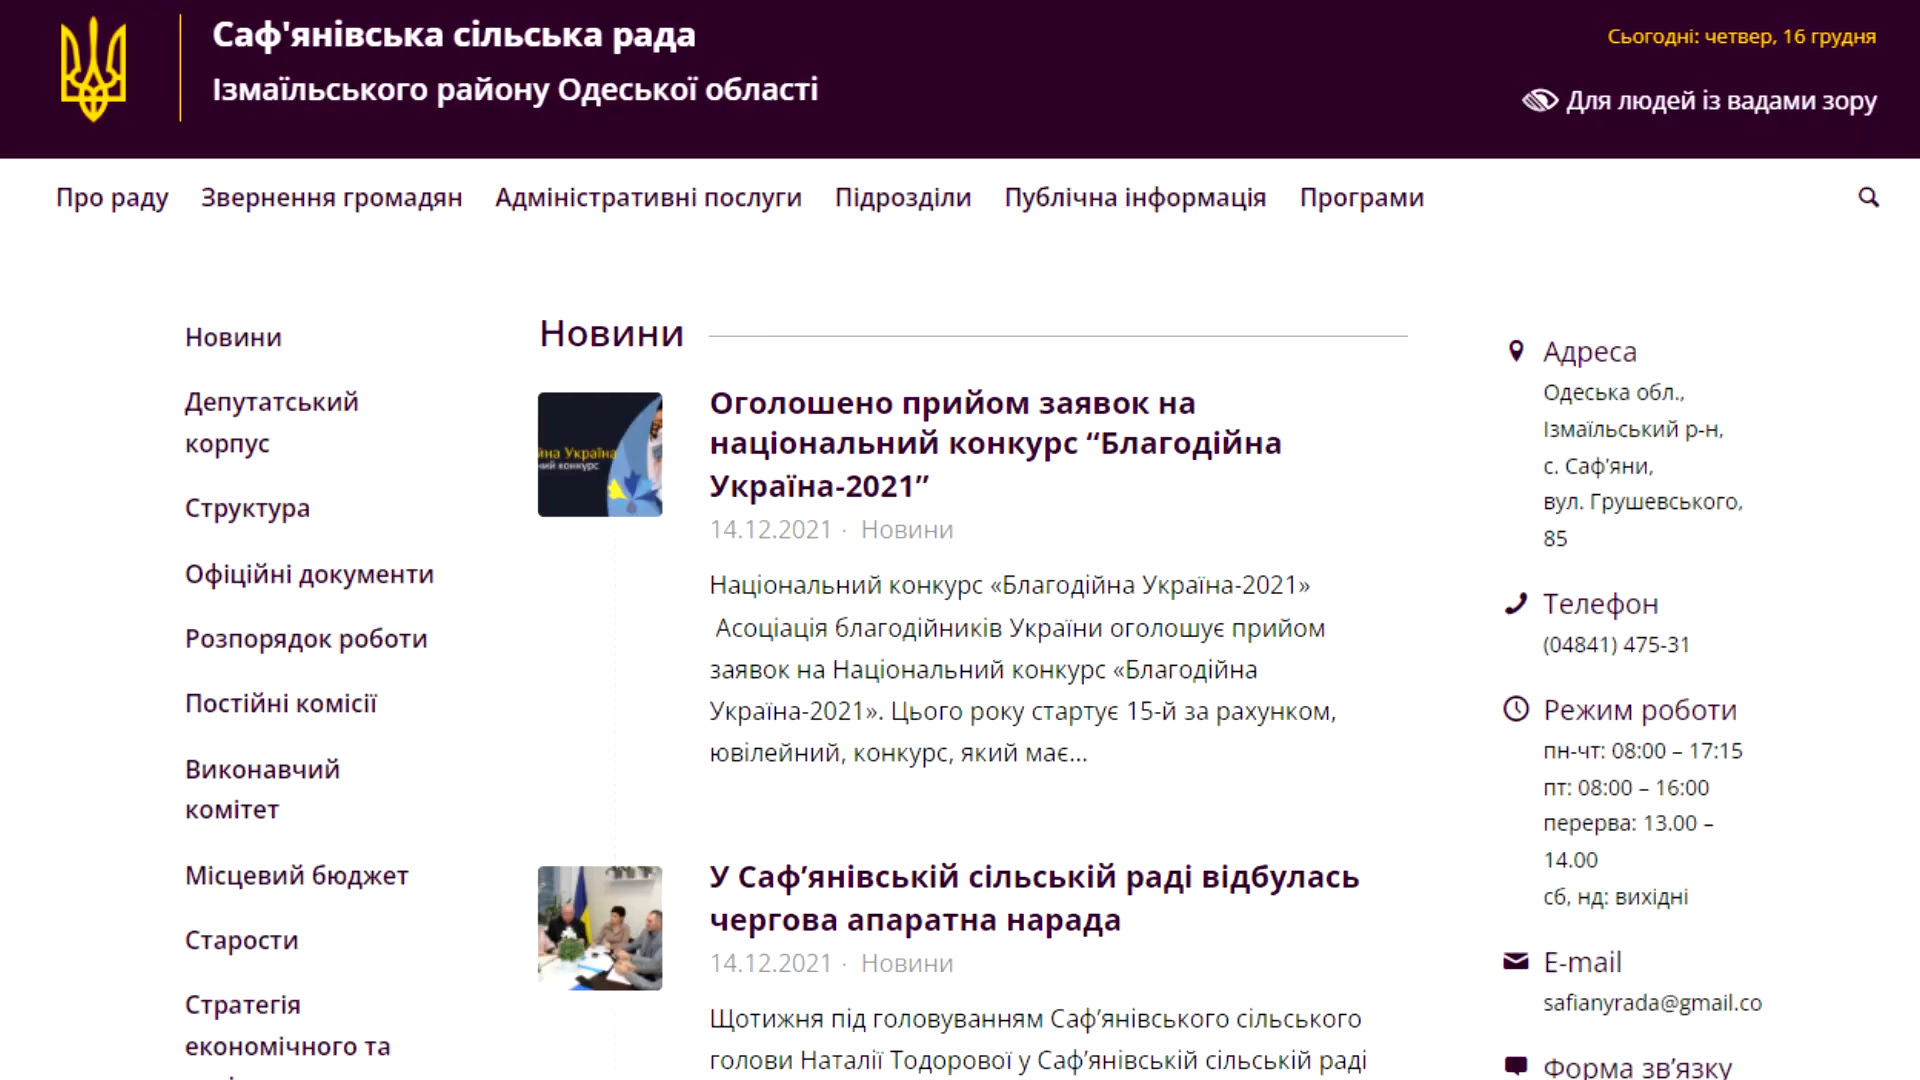 Саф'янівська сільська рада
Ізмаїльського району Одеської області
Сьогодні: четвер, 16 грудня
Для людей із вадами зору
Про раду
Звернення громадян
Адміністративні послуги
Підрозділи
Публічна інформація
Програми
Новини
Депутатський
корпус
Структура
Офіційні документи
Розпорядок роботи
Постійні комісії
Виконавчий
комітет
Місцевий бюджет
Старости
Стратегія
економічного та
Новини
Україна
конкурс
Оголошено прийом заявок на
національний конкурс “Благодійна
Україна-2021”
14.12.2021 · Новини
Національний конкурс «Благодійна Україна-2021»
Асоціація благодійників України оголошує прийом
заявок на Національний конкурс «Благодійна
Україна-2021». Цього року стартує 15-й за рахунком,
ювілейний, конкурс, який має...
У Саф’янівській сільській раді відбулась
чергова апаратна нарада
14.12.2021 · Новини
Щотижня під головуванням Саф’янівського сільського
голови Наталії Тодорової у Саф’янівській сільській раді
Адреса
Одеська обл.,
Ізмаїльський р-н,
с. Саф’яни,
вул. Грушевського,
85
Телефон
(04841) 475-31
Режим роботи
пн-чт: 08:00 – 17:15
пт: 08:00 – 16:00
перерва: 13.00 –
14.00
сб, нд: вихідні
E-mail
safianyrada@gmail.co
Форма зв’язку